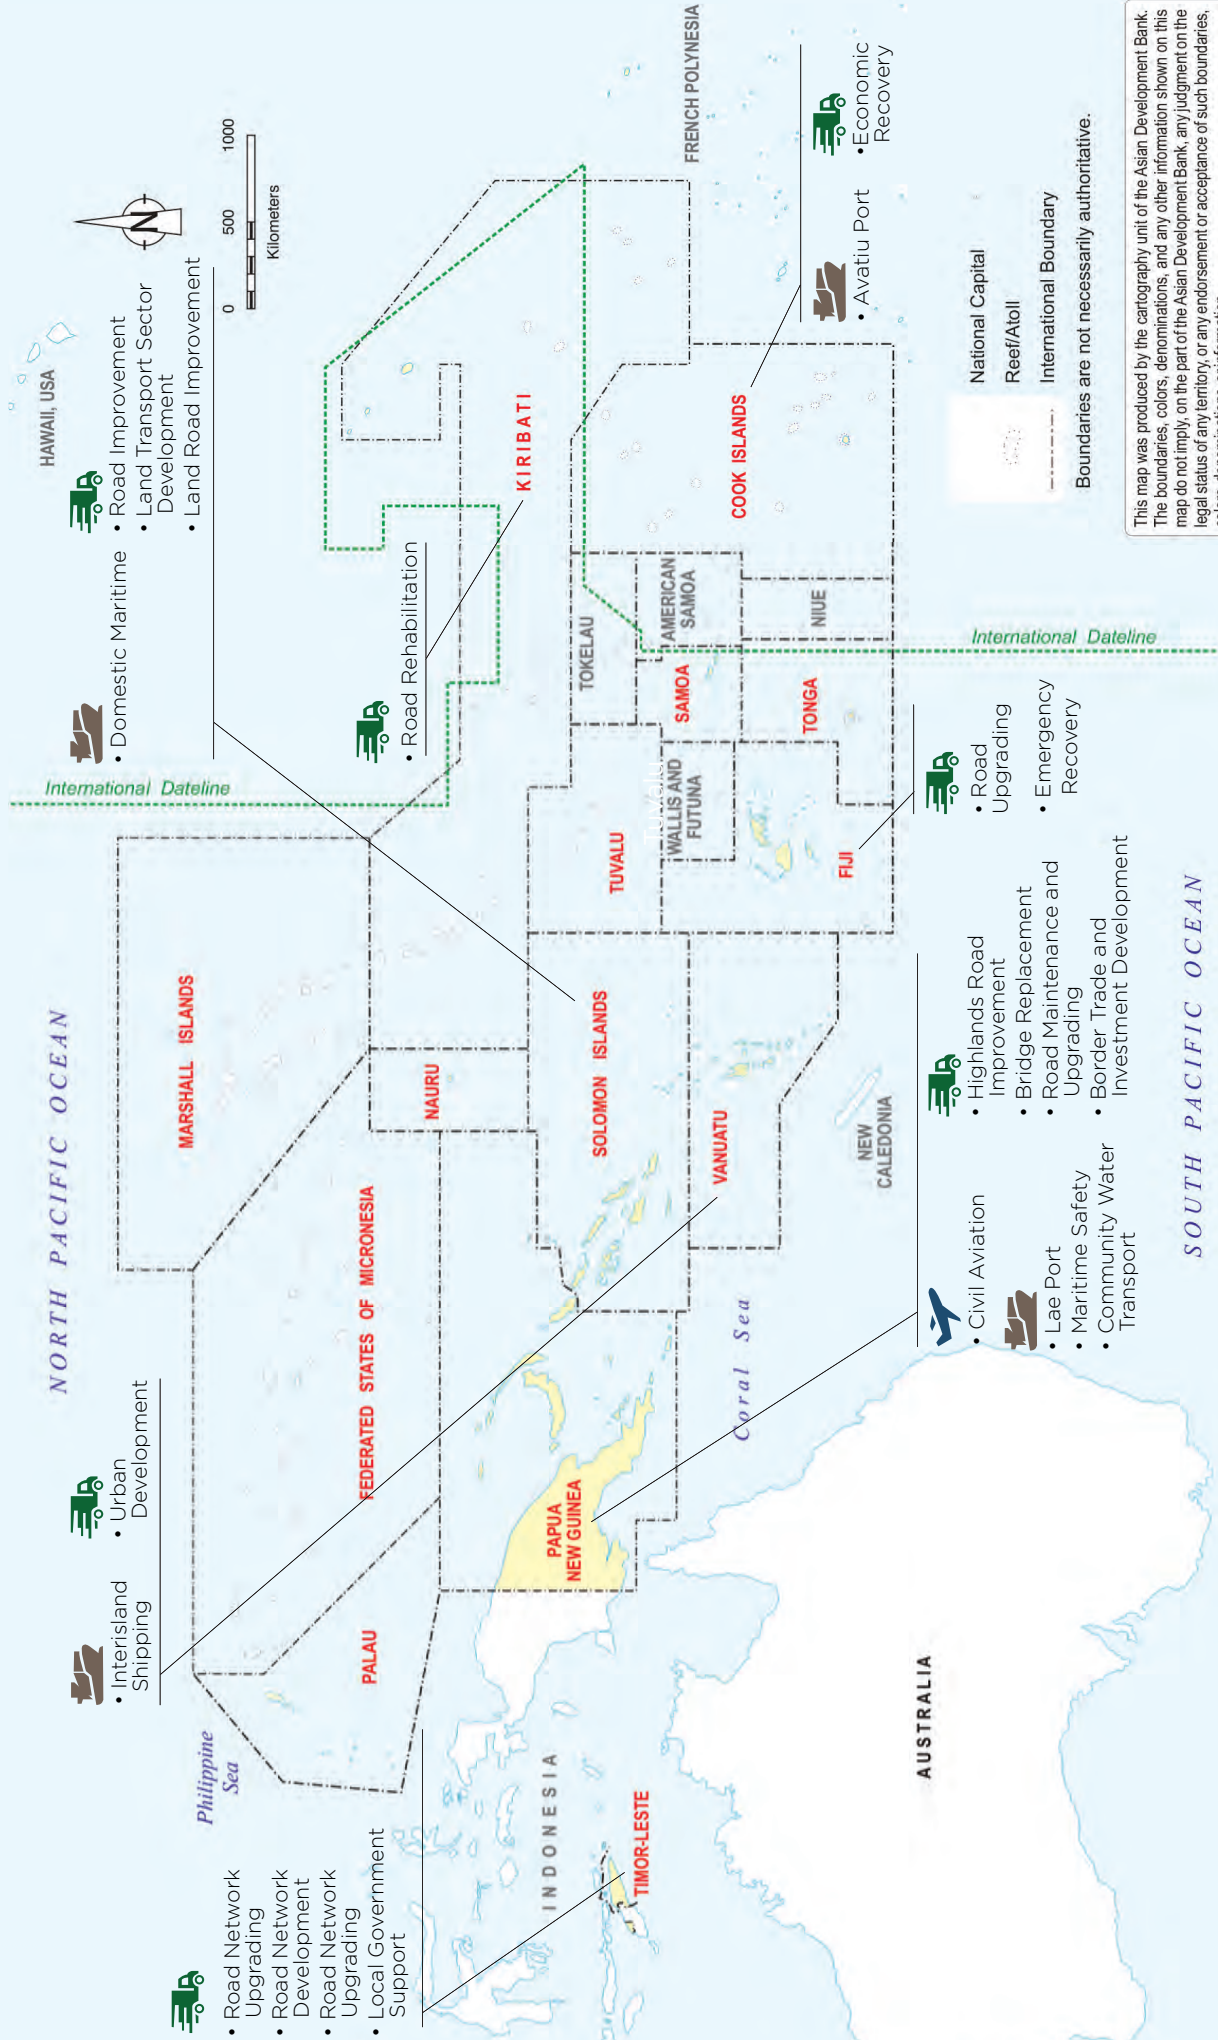 • Road Network
Upgrading
• Road Network
Development
• Road Network
Upgrading
• Local Government
Support
• Interisland
Shipping
• Urban
Development
• Domestic Maritime
• Road Improvement
• Land Transport Sector
Development
• Land Road Improvement
• Road Rehabilitation
HAWAII, USA
N
0 500 1000
Kilometers
NORTH PACIFIC OCEAN
International Dateline
Philippine
Sea
MARSHALL ISLANDS
PALAU
FEDERATED STATES OF MICRONESIA
NAURU
KIRIBATI
INDONESIA
TIMOR-LESTE
PAPUA
NEW GUINEA
SOLOMON ISLANDS
TUVALU
Tuvalu
TOKELAU
WALLIS AND
FUTUNA
SAMOA
AMERICAN
SAMOA
COOK ISLANDS
FRENCH POLYNESIA
Coral Sea
VANUATU
FIJI
TONGA
NIUE
NEW
CALEDONIA
AUSTRALIA
International Dateline
• Civil Aviation
• Lae Port
• Maritime Safety
• Community Water
Transport
• Highlands Road
Improvement
• Bridge Replacement
• Road Maintenance and
Upgrading
• Border Trade and
Investment Development
• Road
Upgrading
• Emergency
Recovery
• Avatiu Port
• Economic
Recovery
SOUTH PACIFIC OCEAN
National Capital
Reef/Atoll
International Boundary
Boundaries are not necessarily authoritative.
This map was produced by the cartography unit of the Asian Development Bank.
The boundaries, colors, denominations, and any other information shown on this
map do not imply, on the part of the Asian Development Bank, any judgment on the
legal status of any territory, or any endorsement or acceptance of such boundaries,